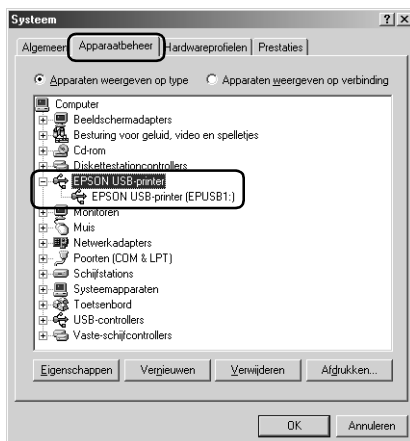 Systeem
Algemeen Apparaatbeheer Hardwareprofielen Prestaties
Apparaten weergeven op type Apparaten weergeven op verbinding
Computer
Beeldschermadapters
Besturing voor geluid, video en spelletjes
Cd-rom
Diskettestationcontrollers
EPSON USB-printer
EPSON USB-printer (EPUSB1:)
Monitoren
Muis
Netwerkadapters
Poorten (COM & LPT)
Schijfstations
Systeemapparaten
Toetsenbord
USB-controllers
Vaste-schijfcontrollers
Eigenschappen Vernieuwen Verwijderen Afdrukken...
OK Annuleren